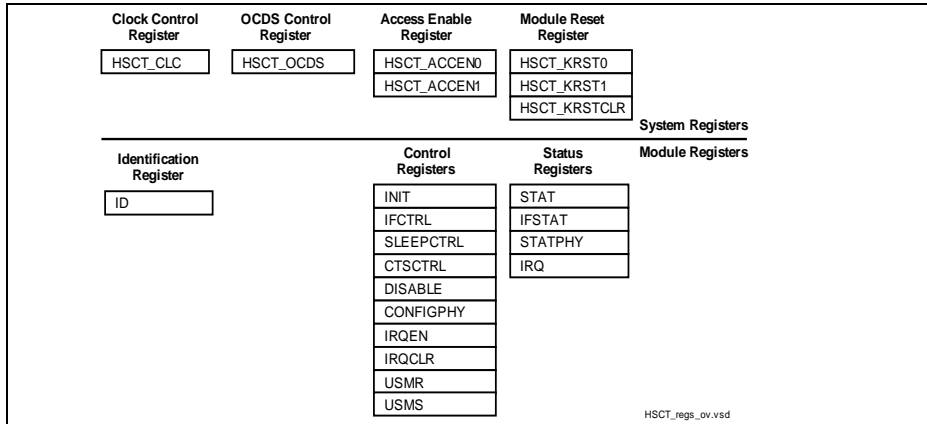 Clock Control
Register
OCDS Control
Register
Access Enable
Register
Module Reset
Register
HSCT_CLC
HSCT_OCDS
HSCT_ACCEN0
HSCT_ACCEN1
HSCT_KRST0
HSCT_KRST1
HSCT_KRSTCLR
System Registers
Module Registers
Identification
Register
Control
Registers
Status
Registers
ID
INIT
IFCTRL
SLEEPCTRL
CTSCTRL
DISABLE
CONFIGPHY
IRQEN
IRQCLR
USMR
USMS
STAT
IFSTAT
STATPHY
IRQ
HSCT_regs_ov.vsd